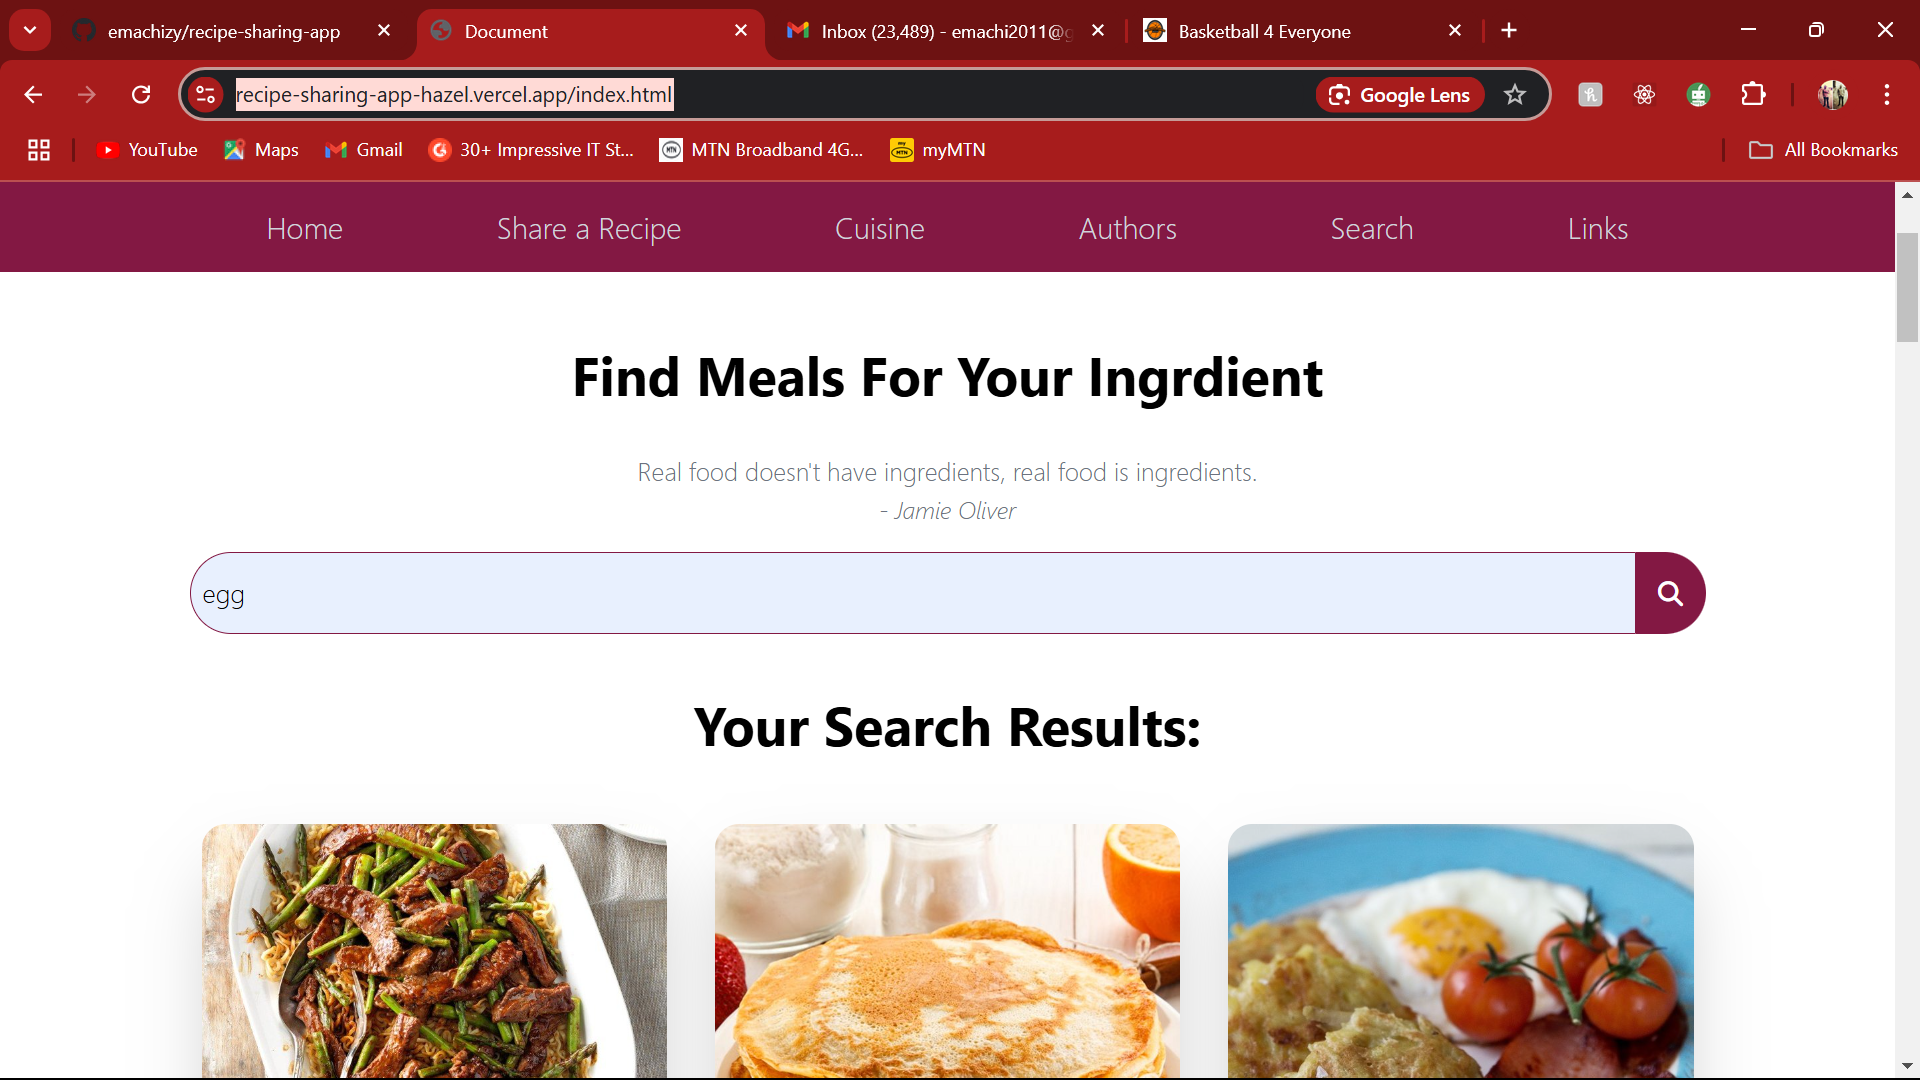 emachizy/recipe-sharing-app
Document
Inbox (23,489) - emachi2011@g
Basketball 4 Everyone
recipe-sharing-app-hazel.vercel.app/index.html
Google Lens
YouTube
Maps
Gmail
30+ Impressive IT St...
MTN Broadband 4G...
myMTN
All Bookmarks
Home
Share a Recipe
Cuisine
Authors
Search
Links
Find Meals For Your Ingrdient
Real food doesn't have ingredients, real food is ingredients.
- Jamie Oliver
egg
Your Search Results: